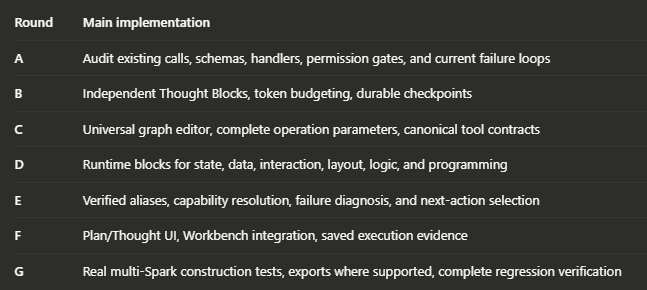 Round Main implementation
A Audit existing calls, schemas, handlers, permission gates, and current failure loops
B Independent Thought Blocks, token budgeting, durable checkpoints
C Universal graph editor, complete operation parameters, canonical tool contracts
D Runtime blocks for state, data, interaction, layout, logic, and programming
E Verified aliases, capability resolution, failure diagnosis, and next-action selection
F Plan/Thought UI, Workbench integration, saved execution evidence
G Real multi-Spark construction tests, exports where supported, complete regression verification